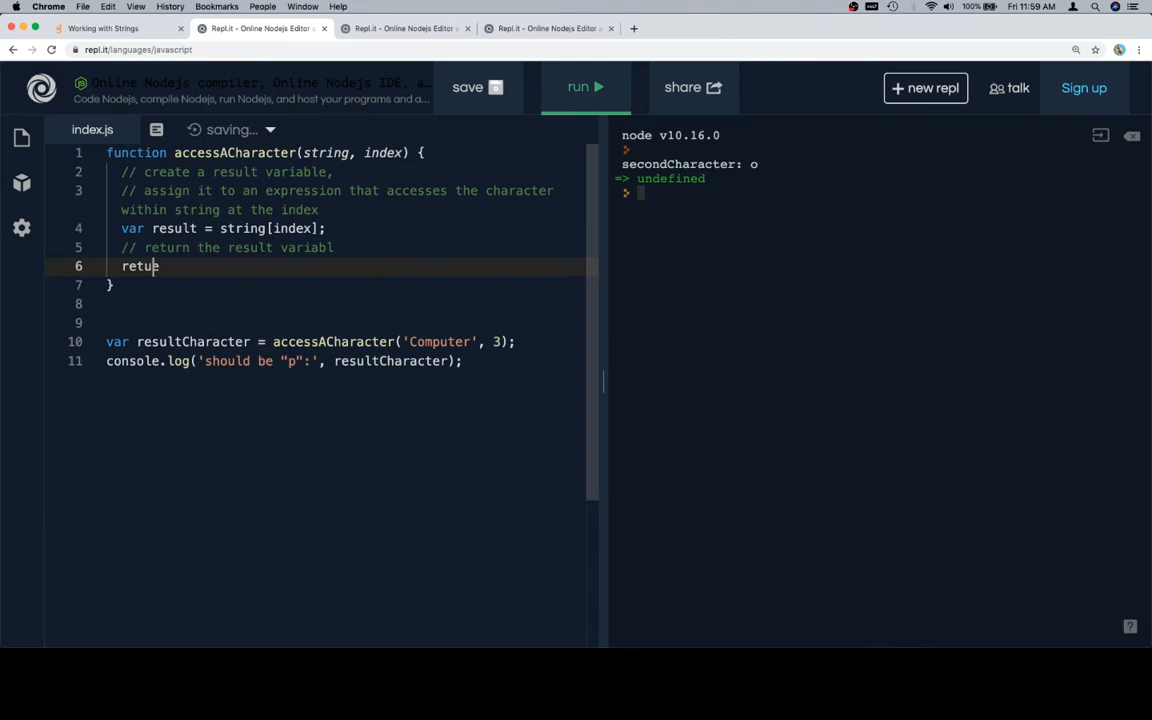 Chrome File Edit View History Bookmarks People Window Help 100% Fri 11:59 AM
Working with Strings Repl.it - Online Nodejs Editor a Repl.it - Online Nodejs Editor a Repl.it - Online Nodejs Editor a
repl.it/languages/javascript
Online Nodejs compiler, Online Nodejs IDE, a...
Code Nodejs, compile Nodejs, run Nodejs, and host your programs and a...
save run share + new repl talk Sign up
index.js saving...
1 function accessACharacter(string, index) {
2 // create a result variable,
3 // assign it to an expression that accesses the character
within string at the index
4 var result = string[index];
5 // return the result variabl
6 retue
7 }
8
9
10 var resultCharacter = accessACharacter('Computer', 3);
11 console.log('should be "p":', resultCharacter);
node v10.16.0
secondCharacter: o
=> undefined
?